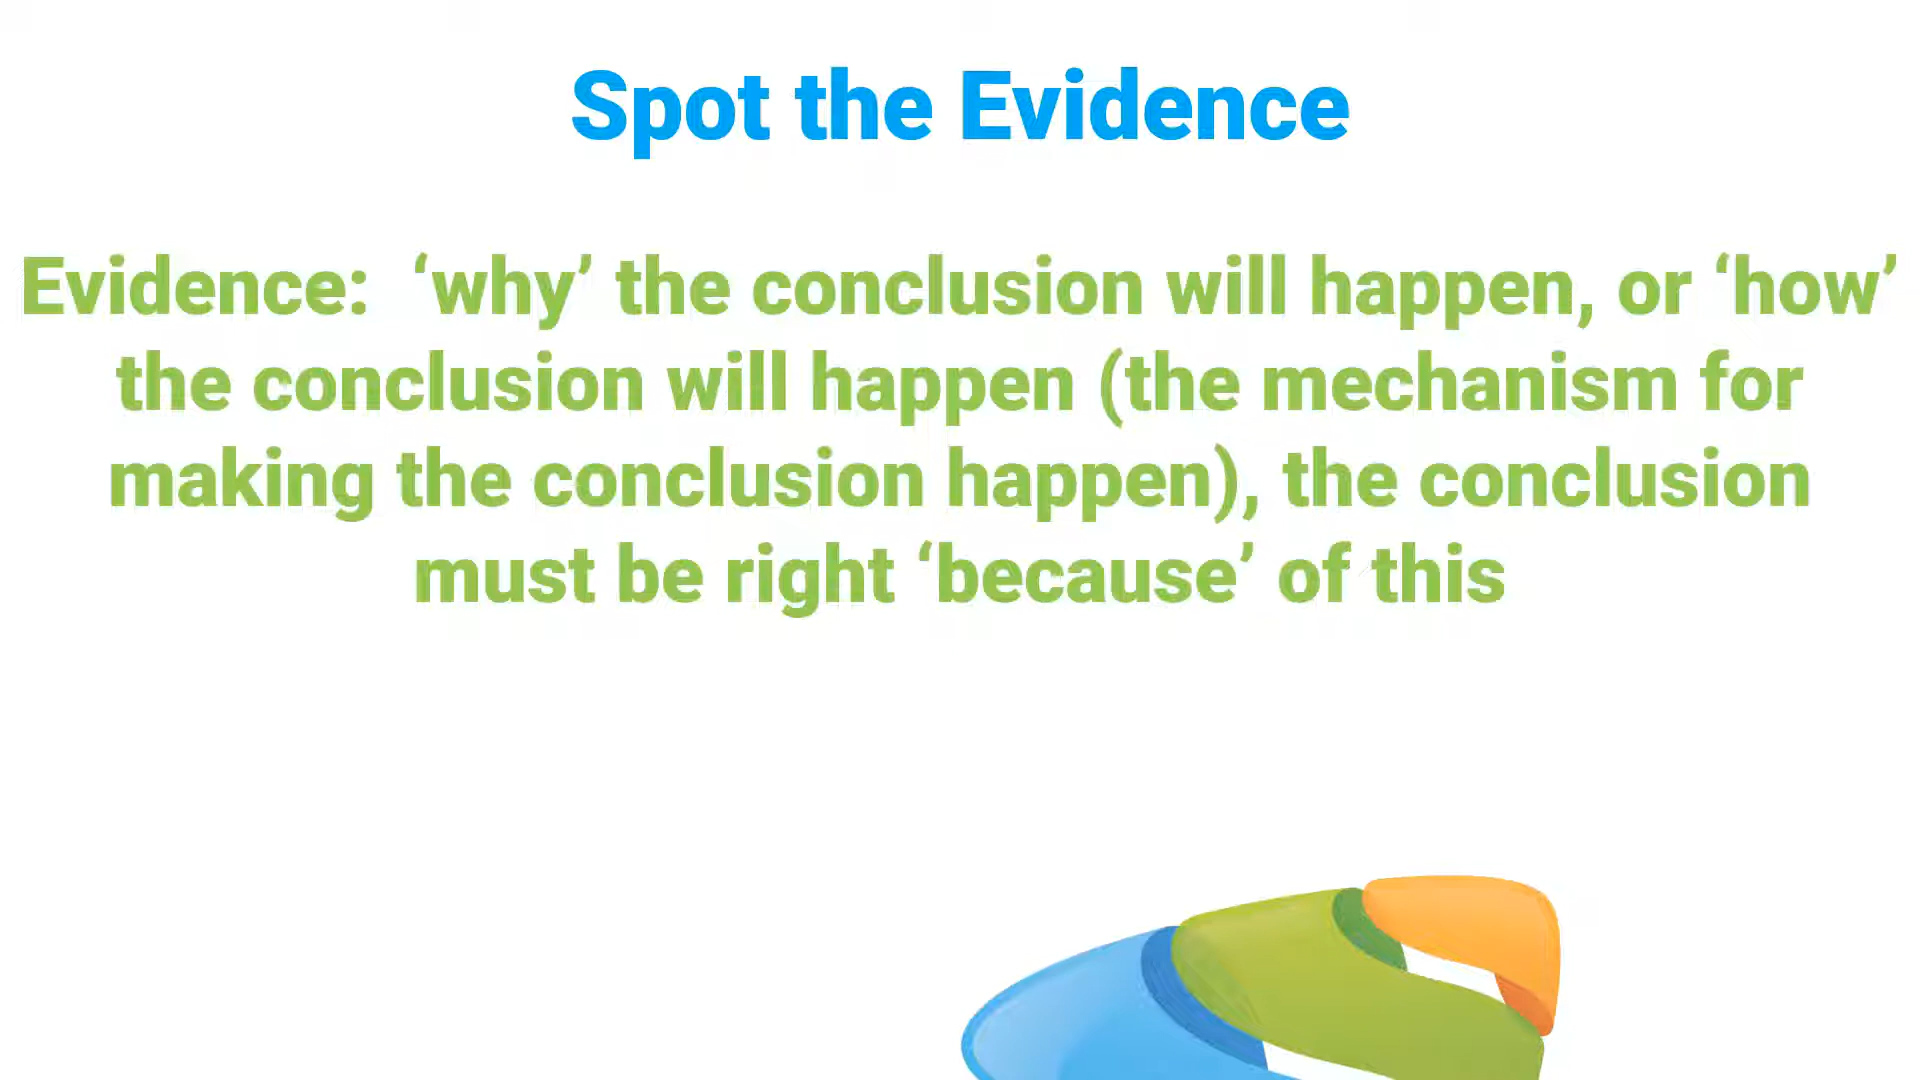 Spot the Evidence
Evidence:  ‘why’ the conclusion will happen, or ‘how’
the conclusion will happen (the mechanism for
making the conclusion happen), the conclusion
must be right ‘because’ of this